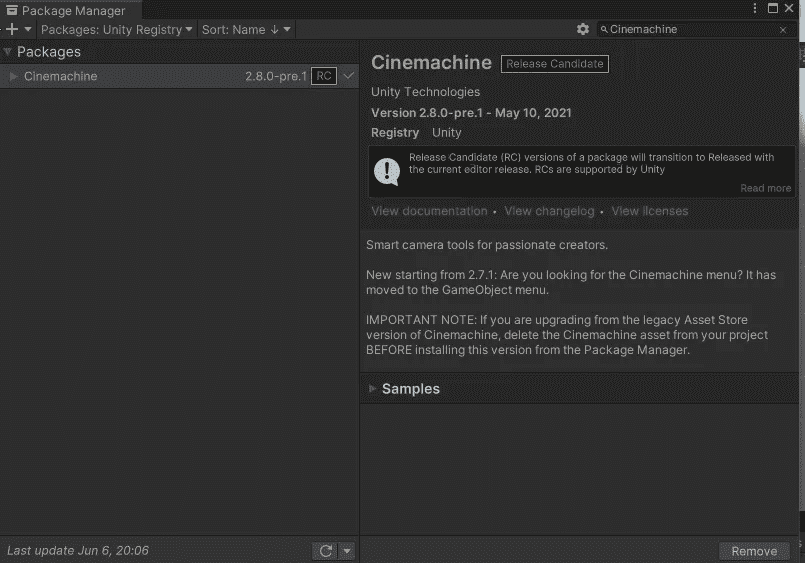 Package Manager
Packages: Unity Registry Sort: Name ↓ Cinemachine
Packages
Cinemachine 2.8.0-pre.1 RC
Cinemachine Release Candidate
Unity Technologies
Version 2.8.0-pre.1 - May 10, 2021
Registry Unity
Release Candidate (RC) versions of a package will transition to Released with
the current editor release. RCs are supported by Unity
Read more
View documentation • View changelog • View licenses
Smart camera tools for passionate creators.
New starting from 2.7.1: Are you looking for the Cinemachine menu? It has
moved to the GameObject menu.
IMPORTANT NOTE: If you are upgrading from the legacy Asset Store
version of Cinemachine, delete the Cinemachine asset from your project
BEFORE installing this version from the Package Manager.
Samples
Last update Jun 6, 20:06
Remove